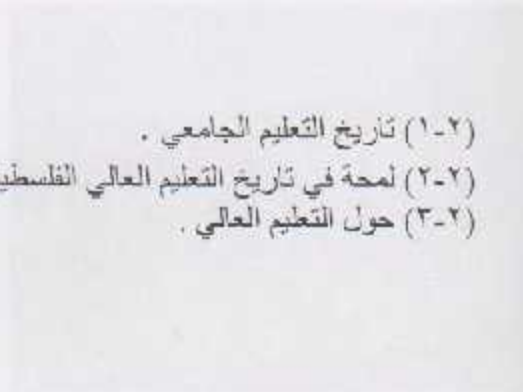 (٢-١) تاريخ التعليم الجامعي .
(٢-٢) لمحة في تاريخ التعليم العالي
(٢-٣) حول التعليم العالي .